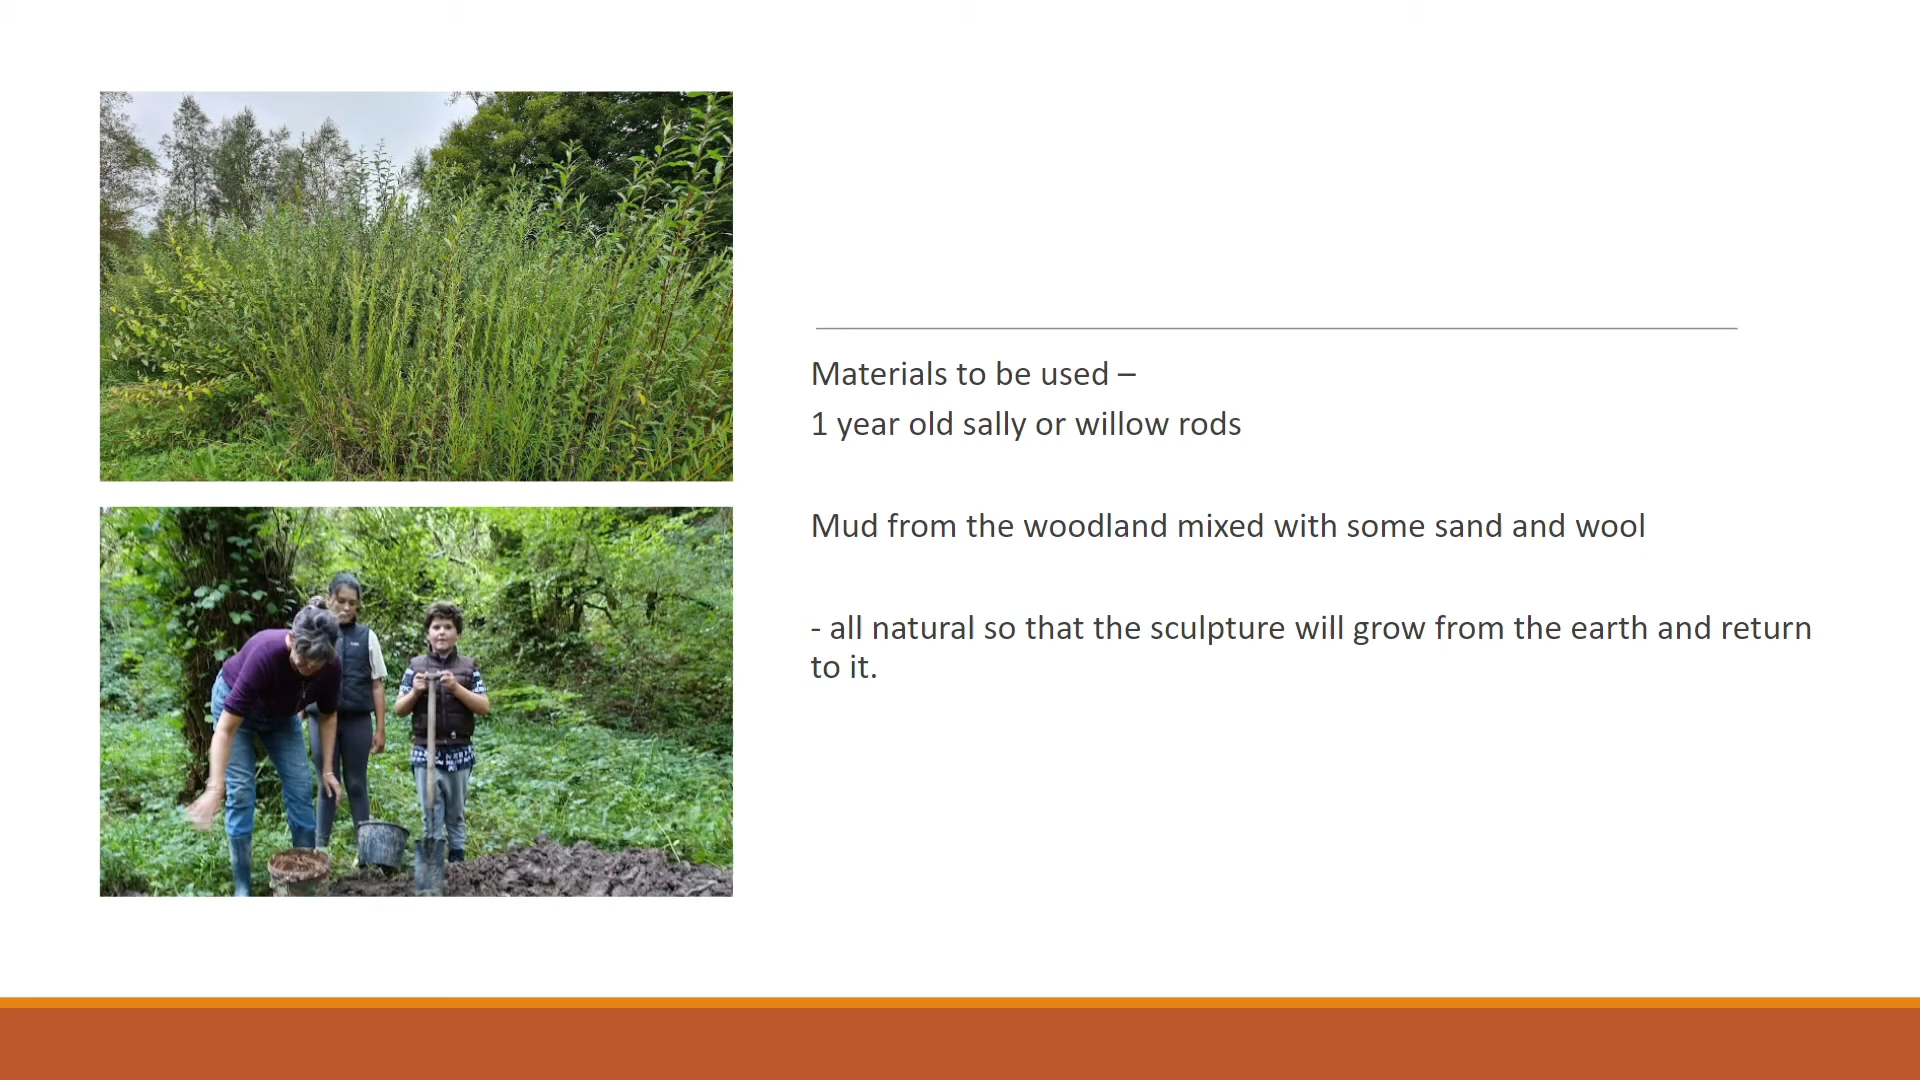 Materials to be used –
1 year old sally or willow rods
Mud from the woodland mixed with some sand and wool
- all natural so that the sculpture will grow from the earth and return
to it.